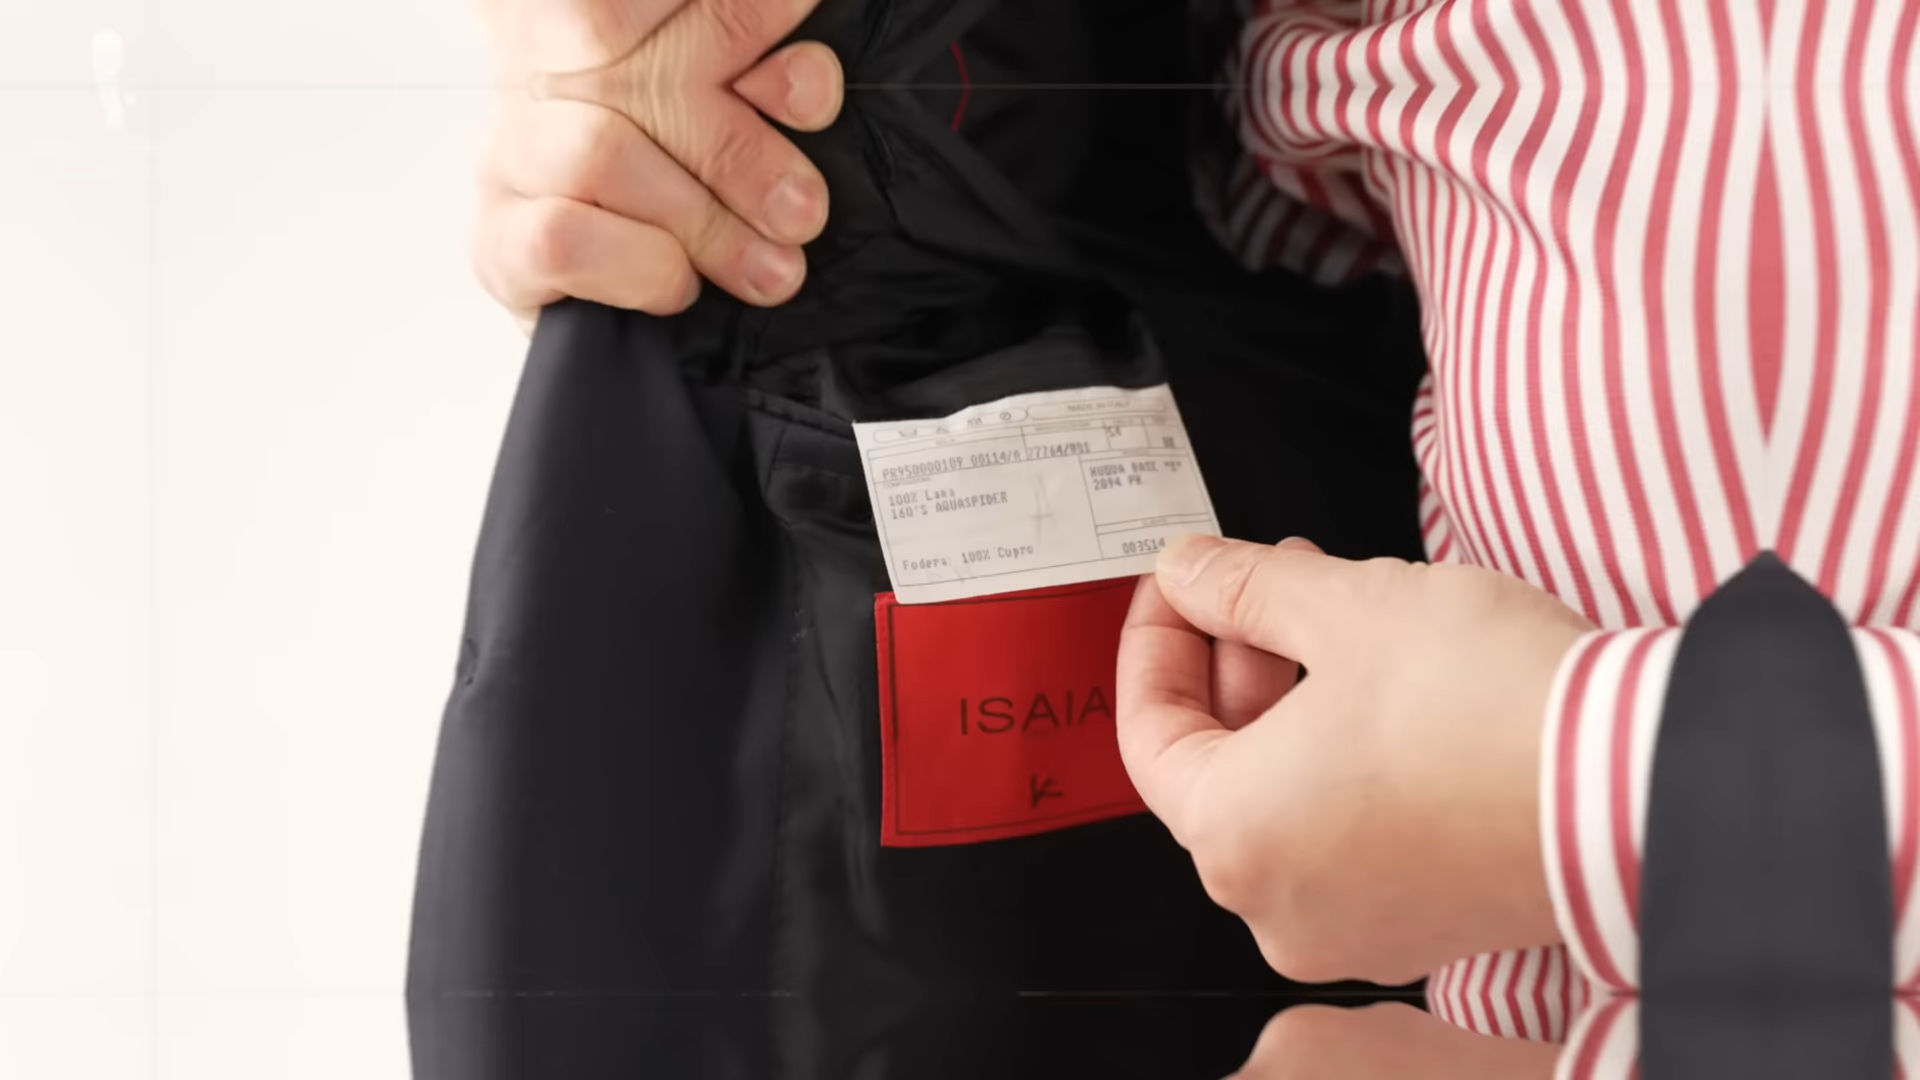 MADE IN ITALY
54
PR950000109 00114/A 77764/001
100% Lana
160'S AQUASPIDER
NUOVA BASE "S"
2094 PK
003514
Fodera: 100% Cupro
ISAIA